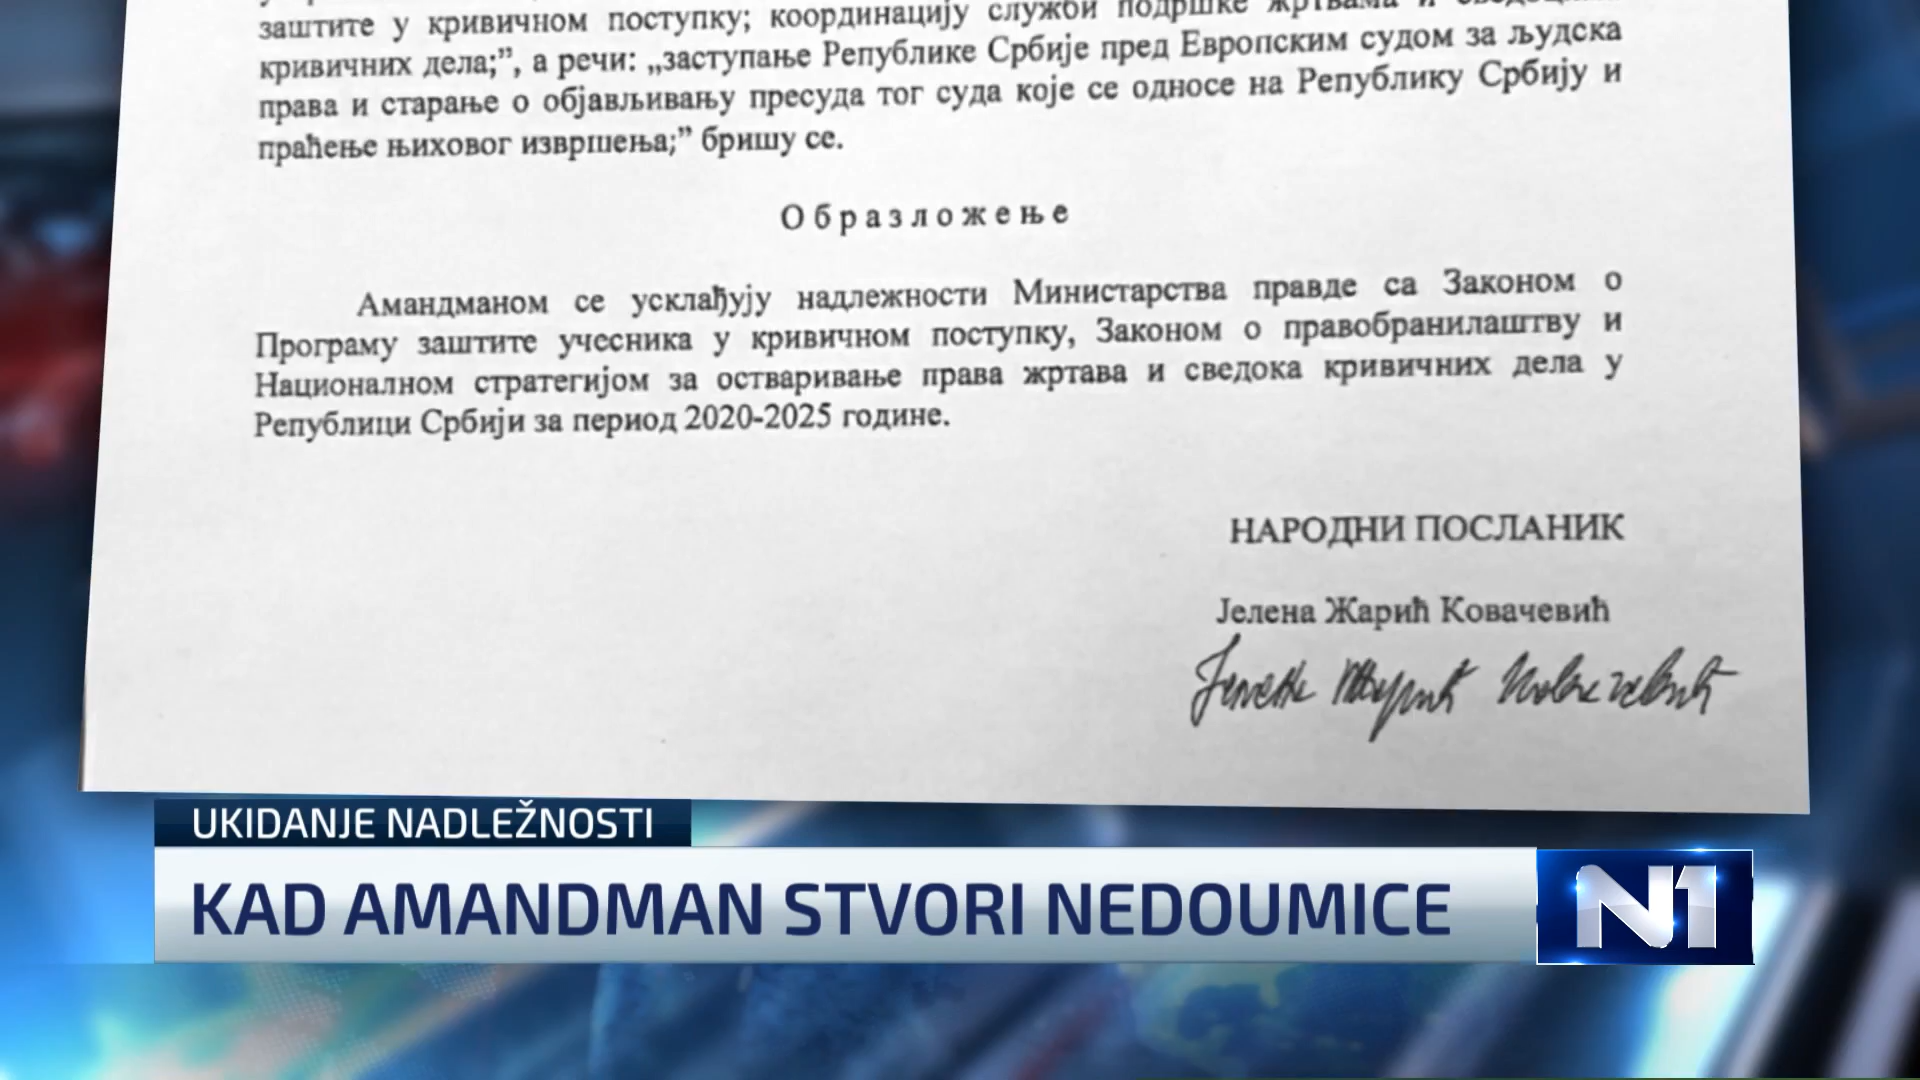 заштите у кривичном поступку; координацију служби подршке жртвама и
кривичних дела;”, а речи: „заступање Републике Србије пред Европским судом за људска
права и старање о објављивању пресуда тог суда које се односе на Републику Србију и
праћење њиховог извршења;” бришу се.
О б р а з л о ж е њ е
Амандманом се усклађују надлежности Министарства правде са Законом о
Програму заштите учесника у кривичном поступку, Законом о правобранилаштву и
Националном стратегијом за остваривање права жртава и сведока кривичних дела у
Републици Србији за период 2020-2025 године.
НАРОДНИ ПОСЛАНИК
Јелена Жарић Ковачевић
Јелена Жарић Ковачевић
UKIDANJE NADLEŽNOSTI
KAD AMANDMAN STVORI NEDOUMICE
N1